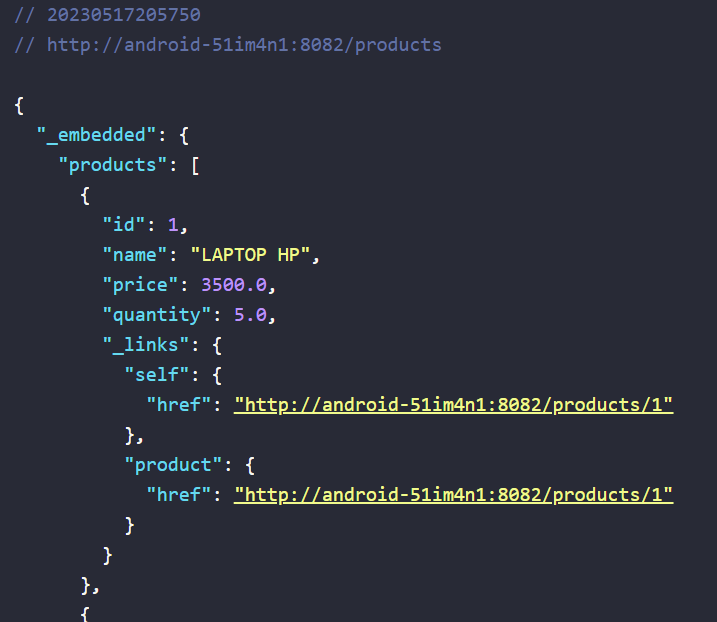 // 20230517205750
// http://android-51im4n1:8082/products
{
"_embedded": {
"products": [
{
"id": 1,
"name": "LAPTOP HP",
"price": 3500.0,
"quantity": 5.0,
"_links": {
"self": {
"href": "http://android-51im4n1:8082/products/1"
},
"product": {
"href": "http://android-51im4n1:8082/products/1"
}
}
},
{